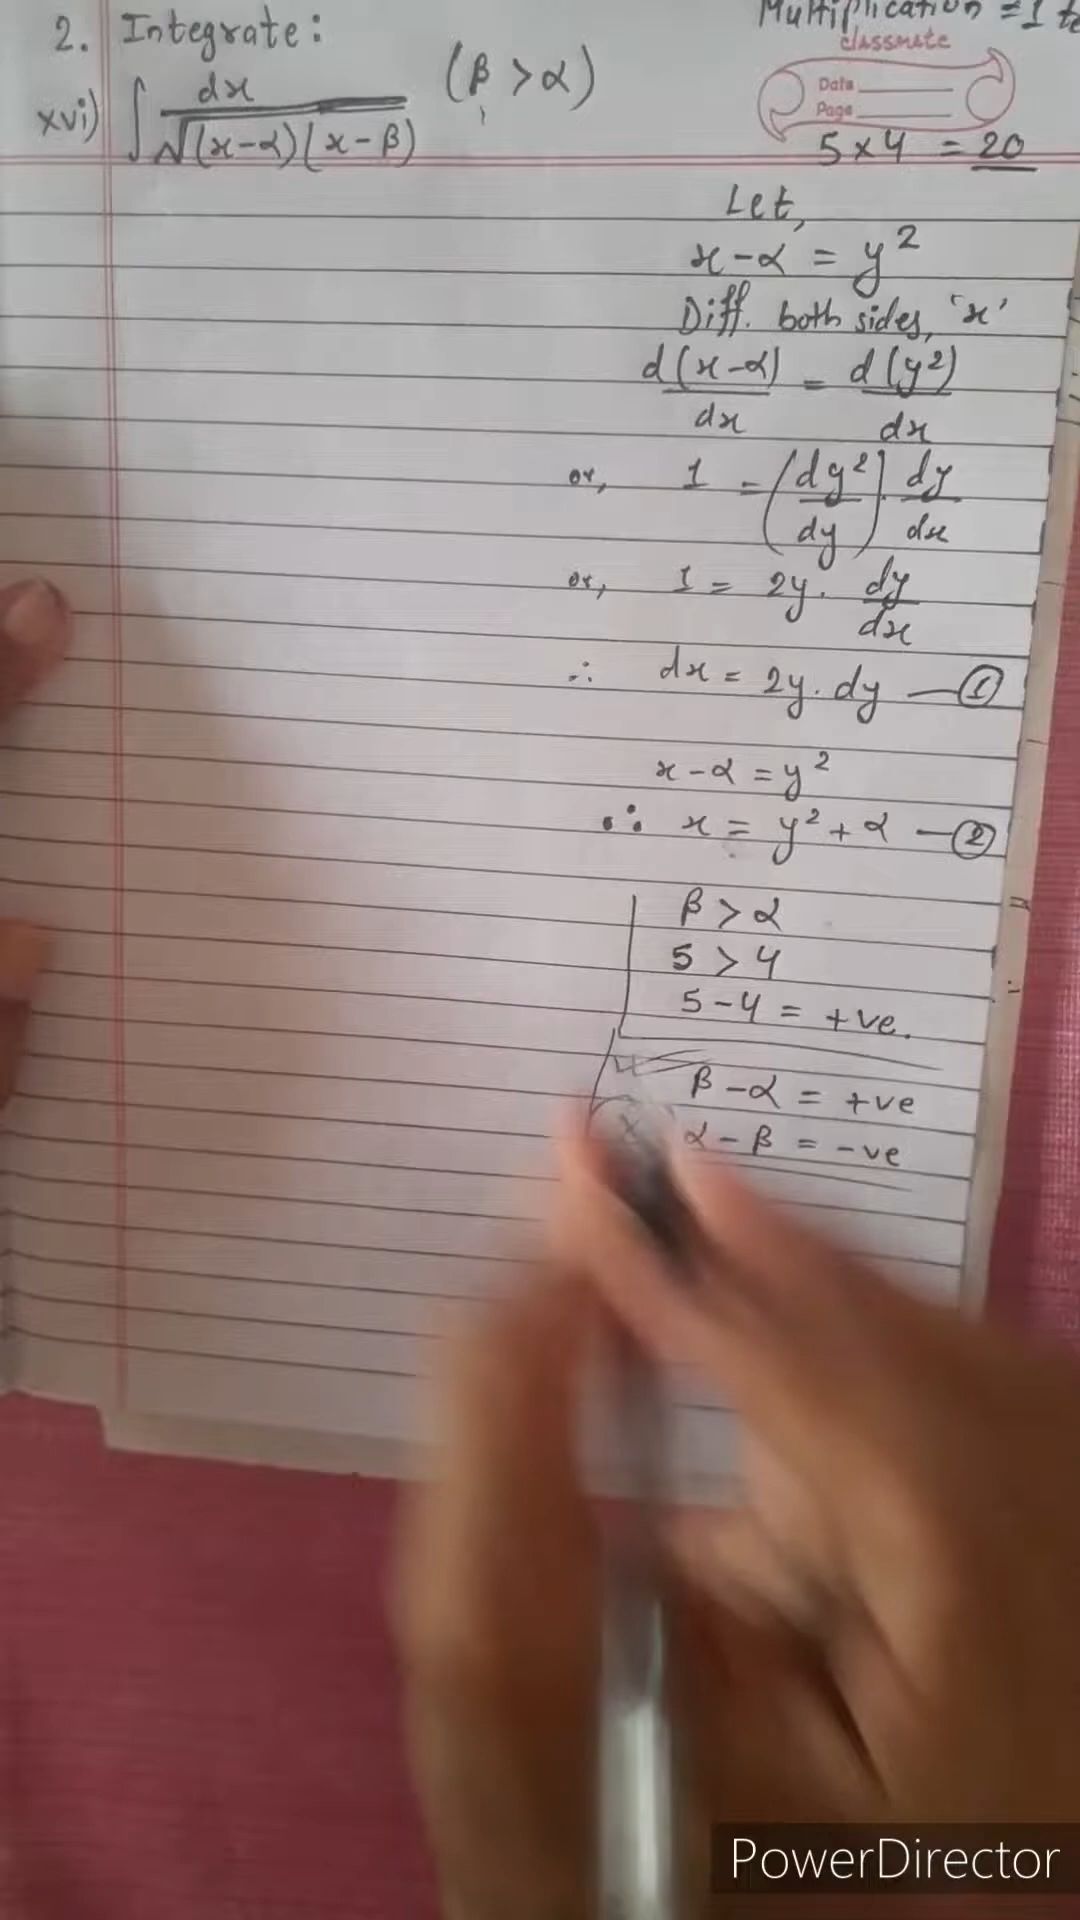 2. Integrate:
Multiplication = 1
xvi) ∫ dx / √(x-α)(x-β) (β > α)
classmate
Date
Page
5 × 4 = 20
Let,
x - α = y²
Diff. both sides, 'x'
d(x-α)/dx = d(y²)/dx
or, 1 = (dy²/dy) dy/dx
or, 1 = 2y. dy/dx
∴ dx = 2y. dy — ①
x - α = y²
∴ x = y² + α — ②
β > α
5 > 4
5 - 4 = +ve.
β - α = +ve
α - β = -ve
PowerDirector